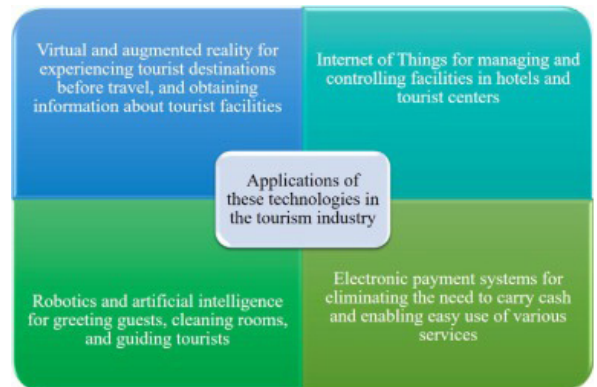 Virtual and augmented reality for
experiencing tourist destinations
before travel, and obtaining
information about tourist facilities
Internet of Things for managing and
controlling facilities in hotels and
tourist centers
Applications of
these technologies in
the tourism industry
Robotics and artificial intelligence
for greeting guests, cleaning rooms,
and guiding tourists
Electronic payment systems for
eliminating the need to carry cash
and enabling easy use of various
services